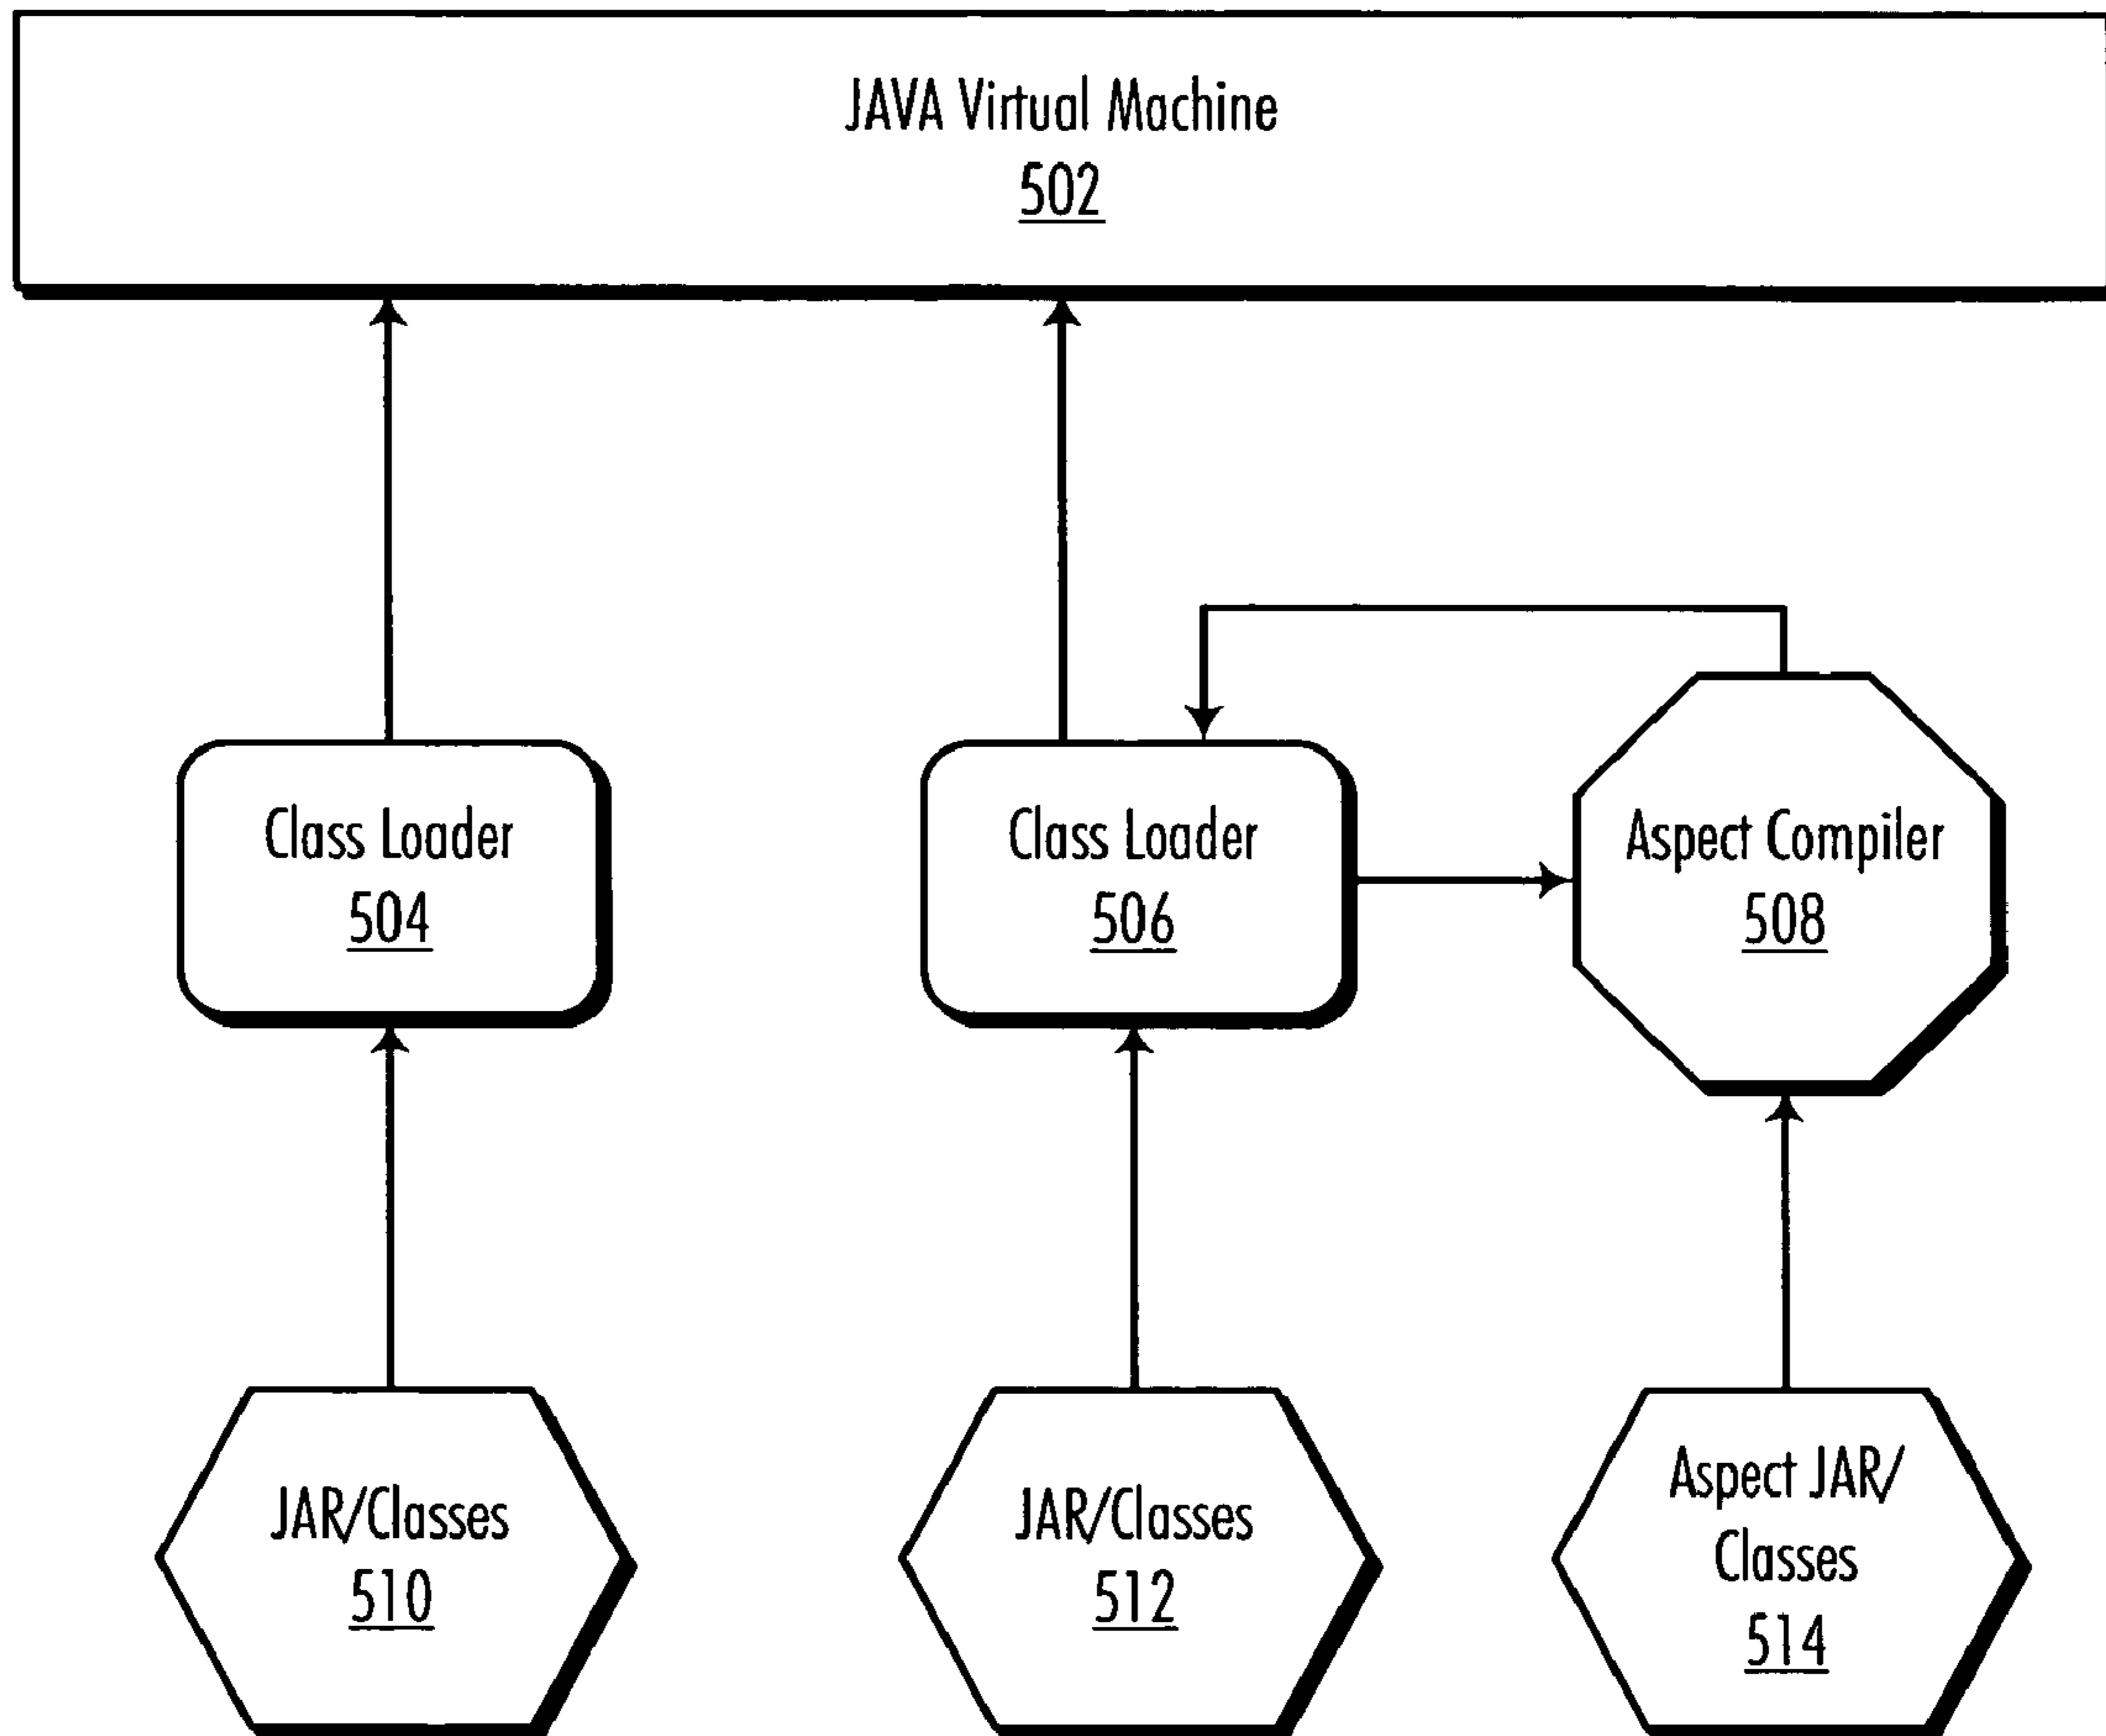 JAVA Virtual Machine
502
Class Loader
504
Class Loader
506
Aspect Compiler
508
JAR/Classes
510
JAR/Classes
512
Aspect JAR/
Classes
514